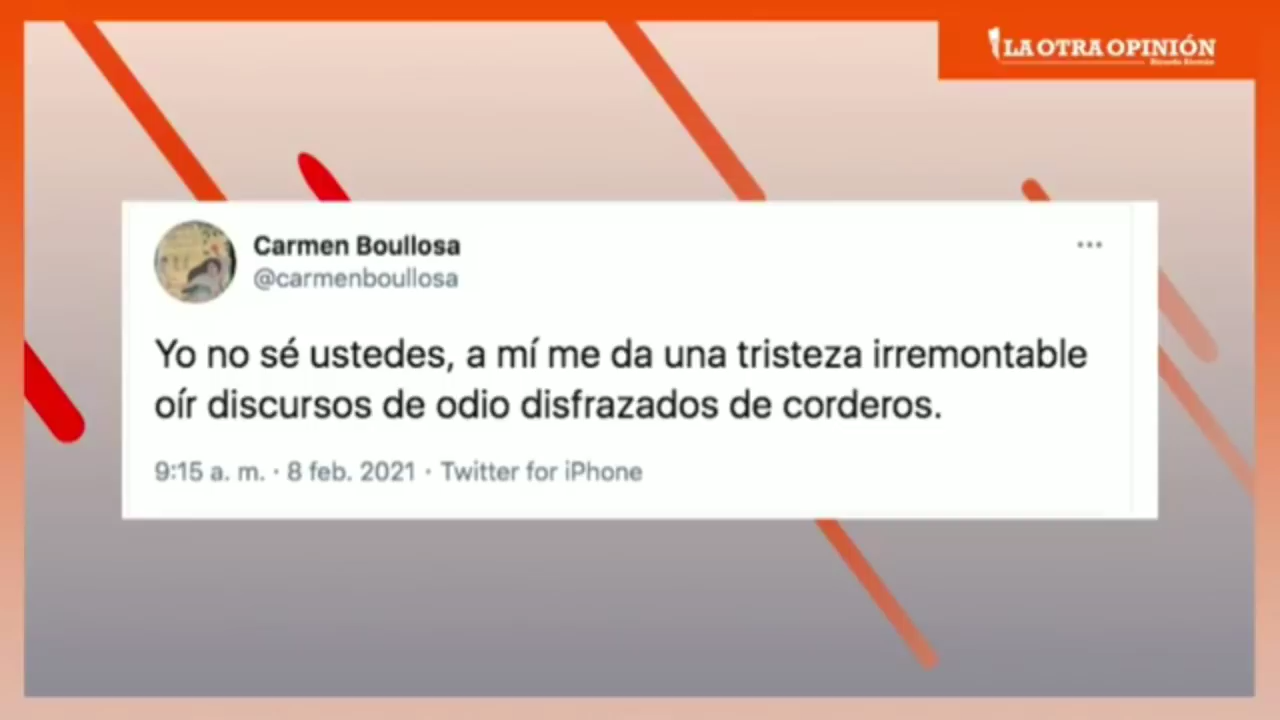 LA OTRA OPINIÓN
Carmen Boullosa
@carmenboullosa
Yo no sé ustedes, a mí me da una tristeza irremontable
oír discursos de odio disfrazados de corderos.
9:15 a. m. · 8 feb. 2021 · Twitter for iPhone